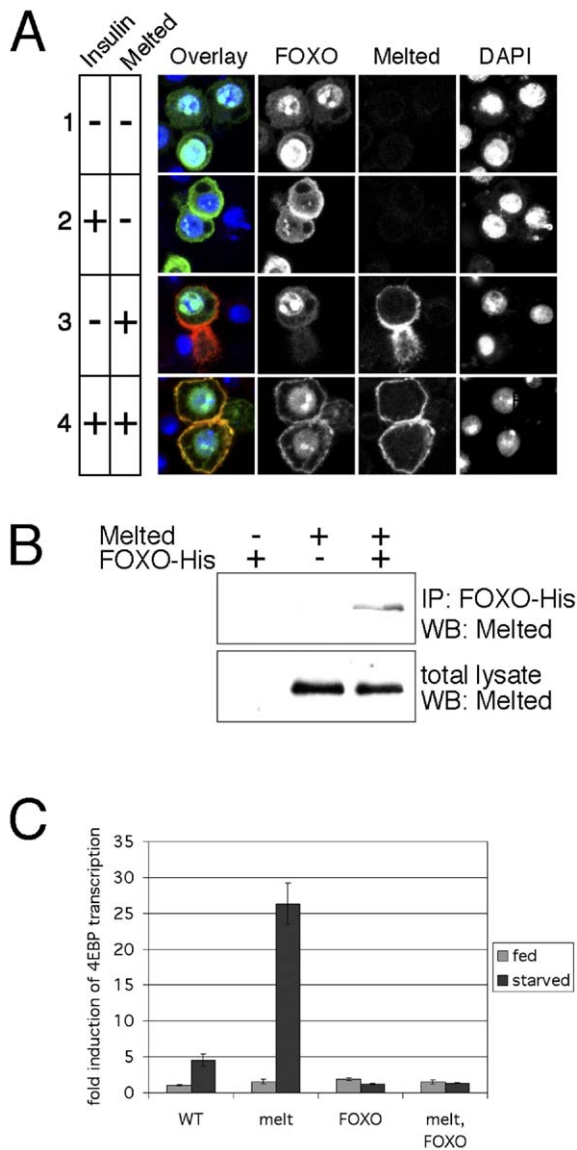 A
Insulin Melted
Overlay FOXO Melted DAPI
1 - -
2 + -
3 - +
4 + +
B
Melted - + +
FOXO-His + - +
IP: FOXO-His
WB: Melted
total lysate
WB: Melted
C
fold induction of 4EBP transcription
35
30
25
20
15
10
5
0
WT melt FOXO melt,
FOXO
fed
starved